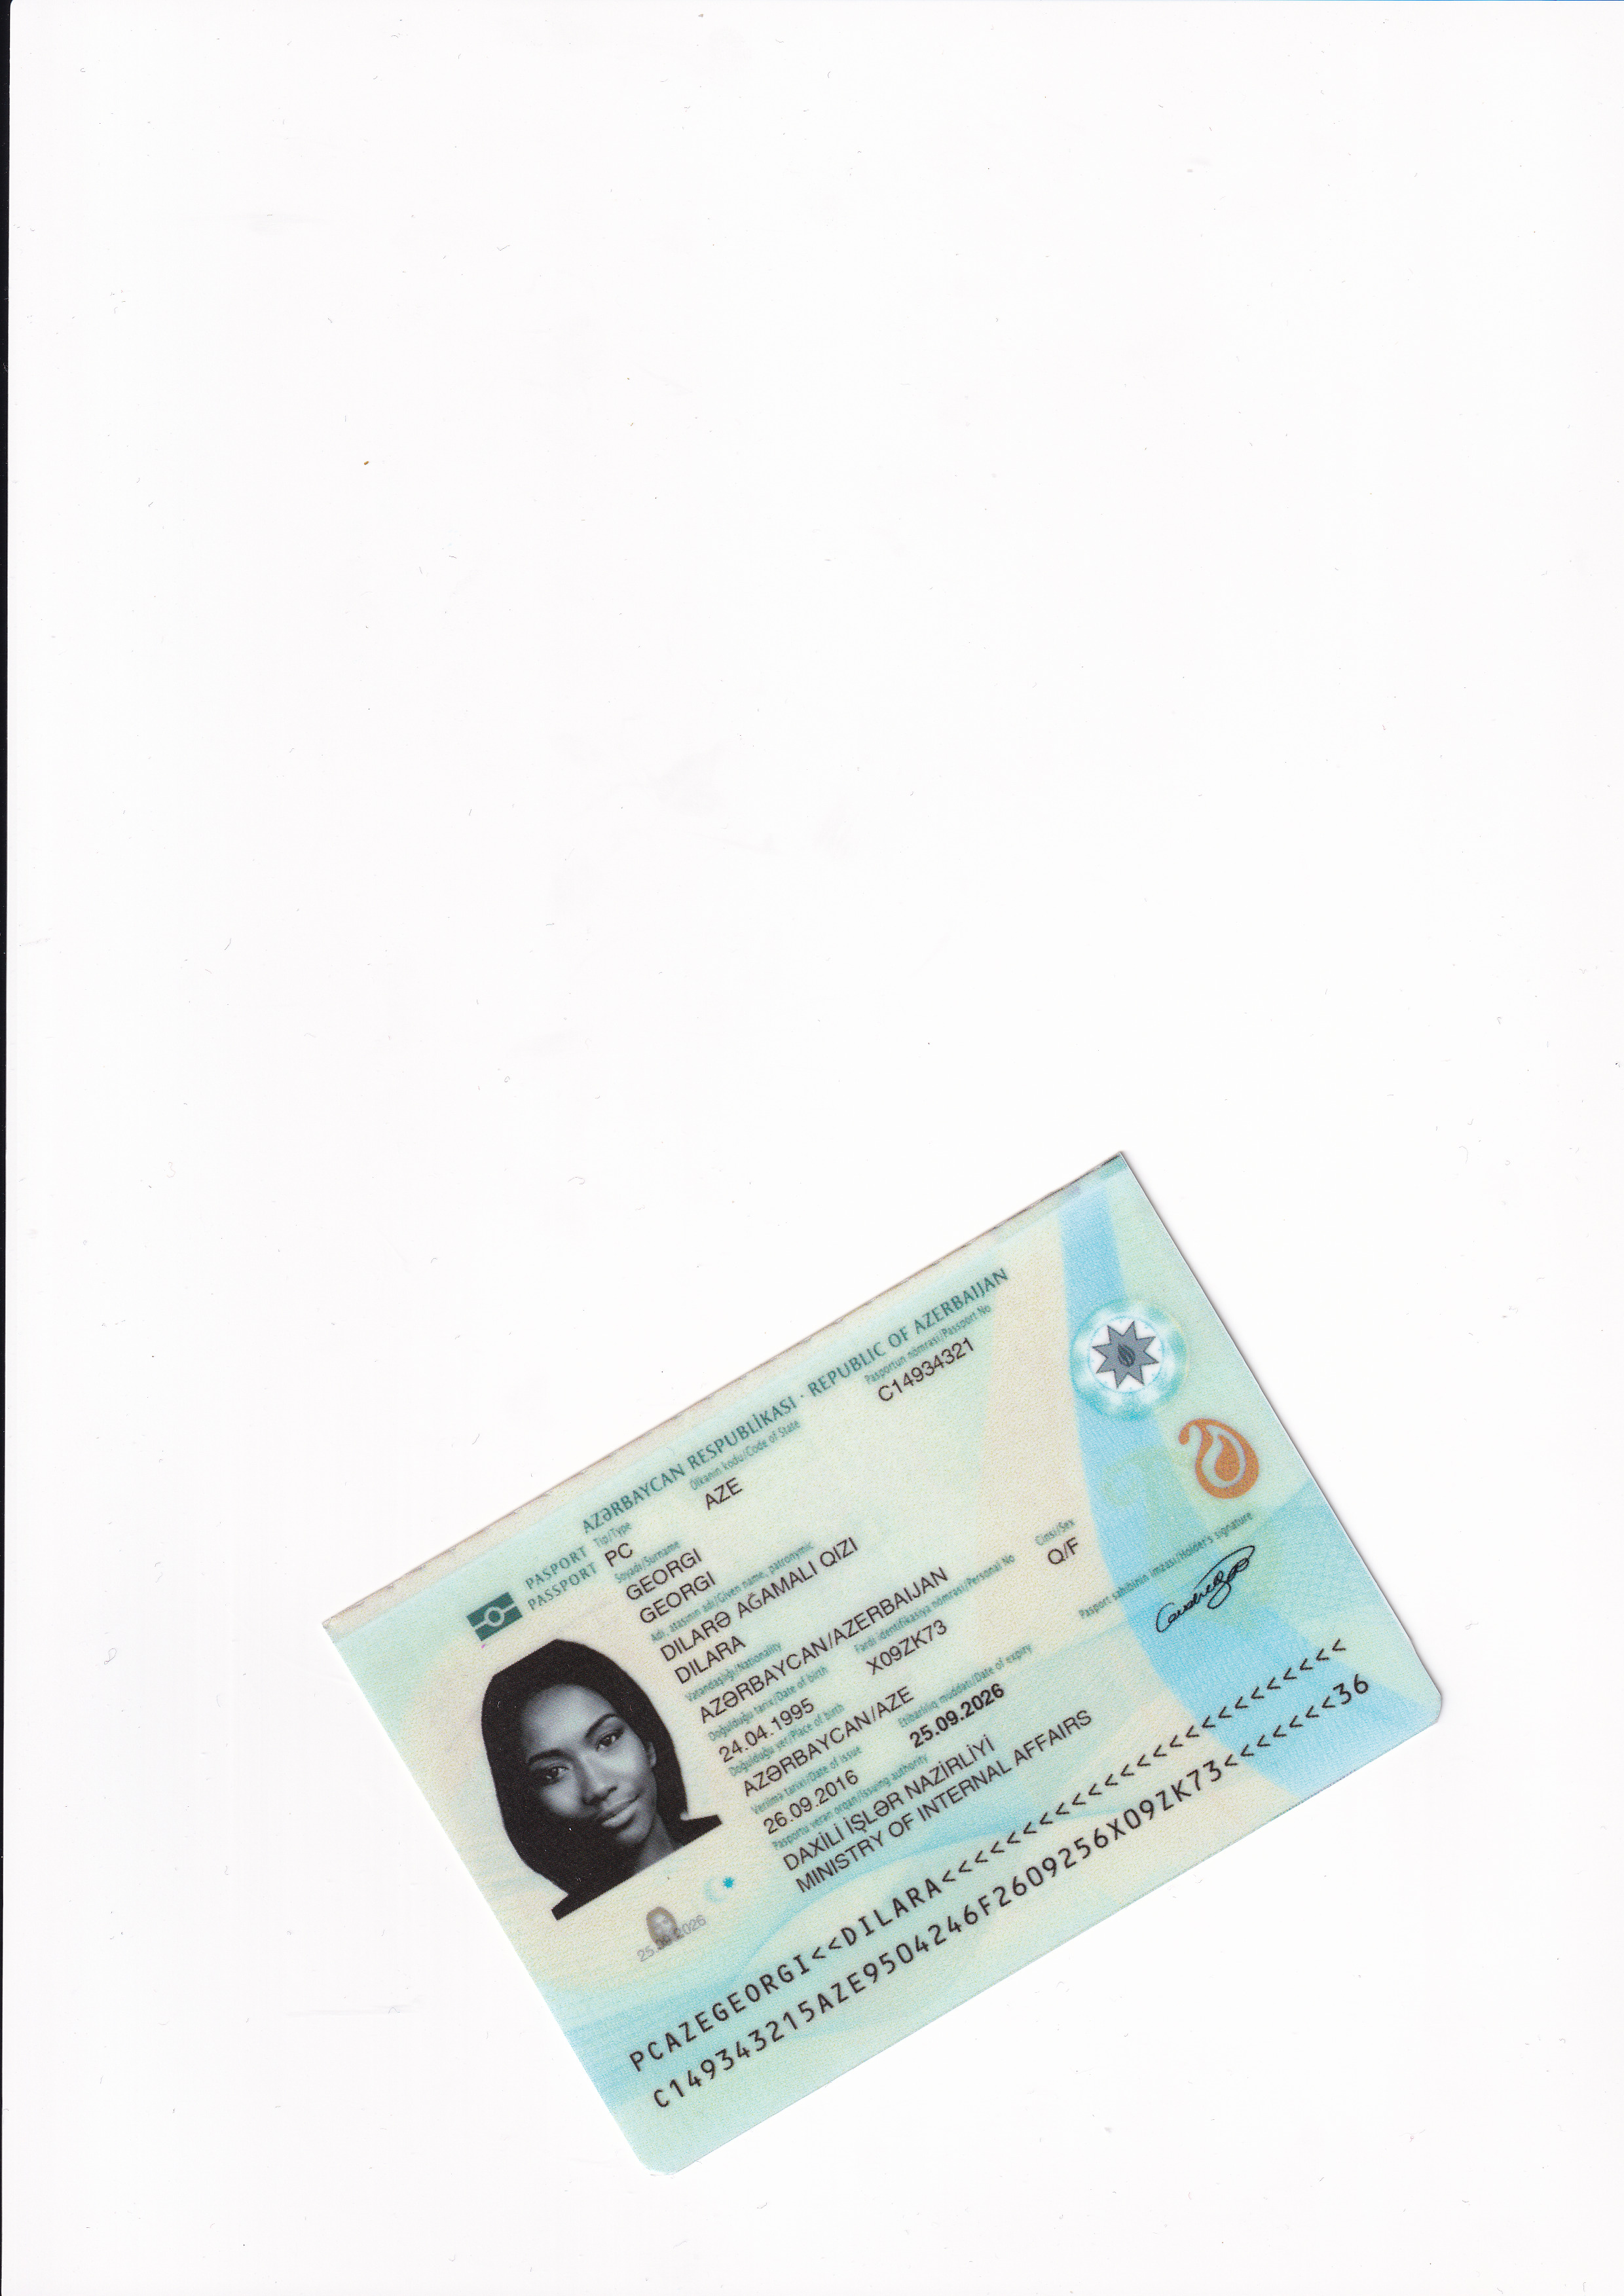 AZƏRBAYCAN RESPUBLİKASI · REPUBLIC OF AZERBAIJAN
PASPORT
PASSPORT
Tip/Type
PC
Ölkənin kodu/Code of State
AZE
Pasportun nömrəsi/Passport No
C14934321
Soyadı/Surname
GEORGI
GEORGI
Adı, atasının adı/Given name, patronymic
DILARƏ AĞAMALI QIZI
DILARA
Vətəndaşlığı/Nationality
AZƏRBAYCAN/AZERBAIJAN
Doğulduğu tarix/Date of birth
24.04.1995
Fərdi identifikasiya nömrəsi/Personal No
X09ZK73
Cinsi/Sex
Q/F
Doğulduğu yer/Place of birth
AZƏRBAYCAN/AZE
Verilmə tarixi/Date of issue
26.09.2016
Etibarlılıq müddəti/Date of expiry
25.09.2026
Pasportu verən orqan/Issuing authority
DAXİLİ İŞLƏR NAZİRLİYİ
MINISTRY OF INTERNAL AFFAIRS
Pasport sahibinin imzası/Holder's signature
25.09.2026
PCAZEGEORGI<<DILARA<<<<<<<<<<<<<<<<<<<<<<<<<
C149343215AZE9504246F2609256X09ZK73<<<<<<<36